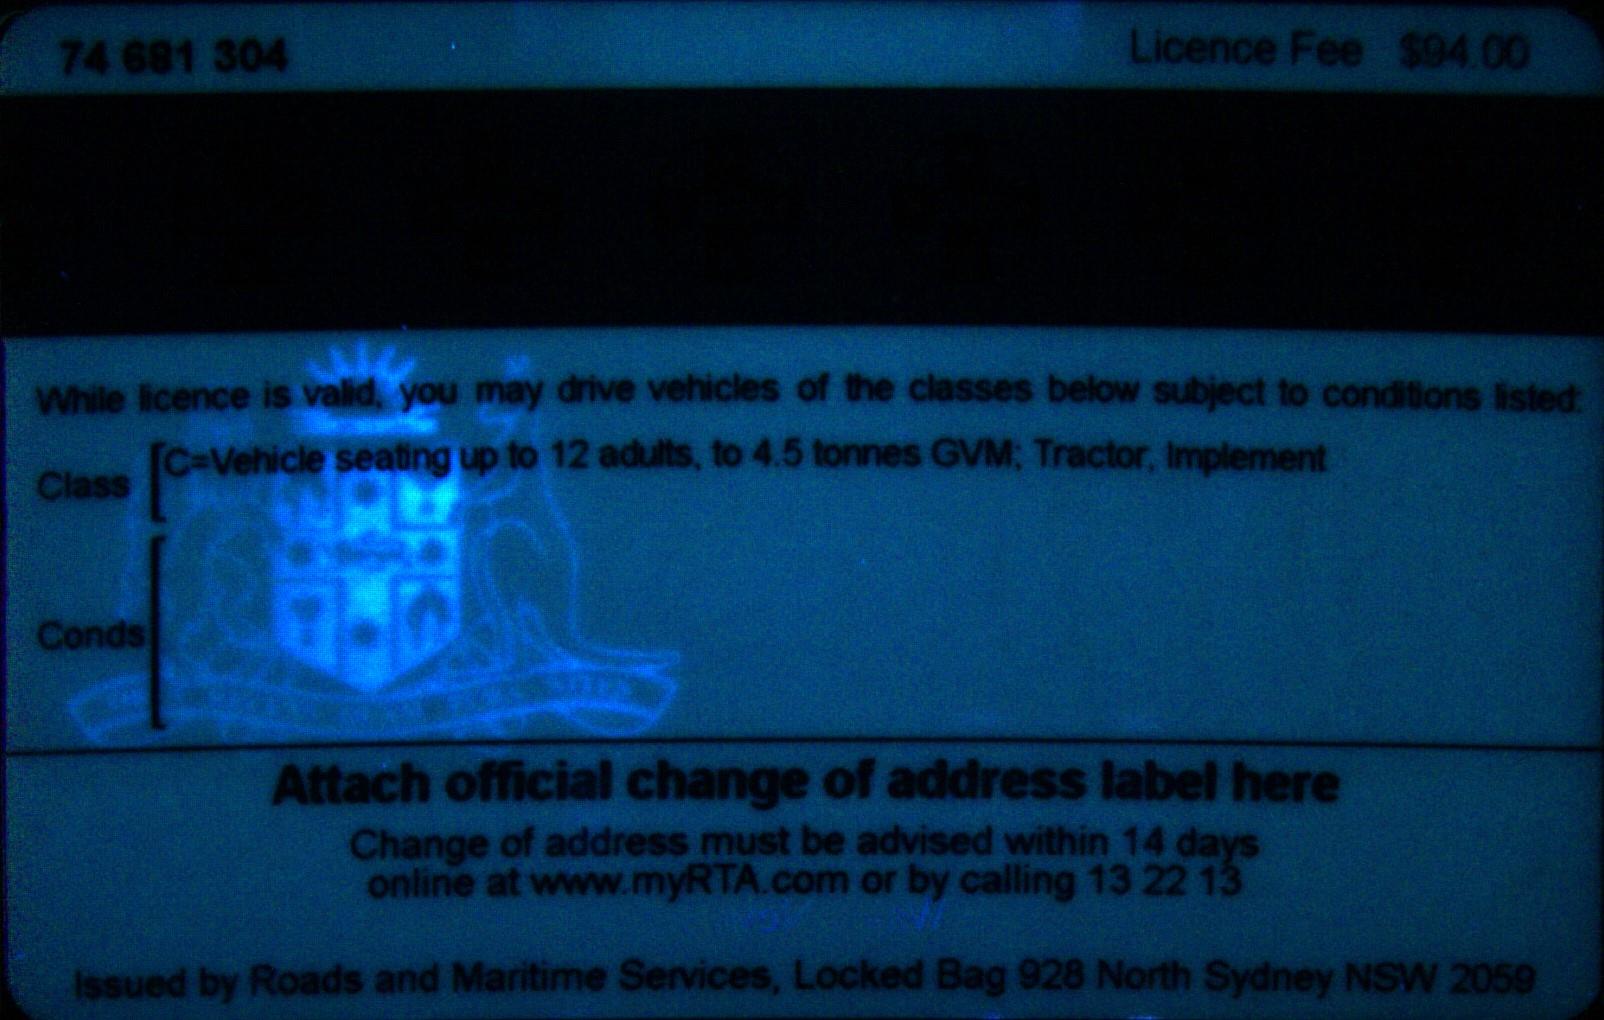 74 681 304
Licence Fee $94.00
While licence is valid, you may drive vehicles of the classes below subject to conditions listed:
Class [C=Vehicle seating up to 12 adults, to 4.5 tonnes GVM; Tractor, Implement
Conds
Attach official change of address label here
Change of address must be advised within 14 days
online at www.myRTA.com or by calling 13 22 13
Issued by Roads and Maritime Services, Locked Bag 928 North Sydney NSW 2059